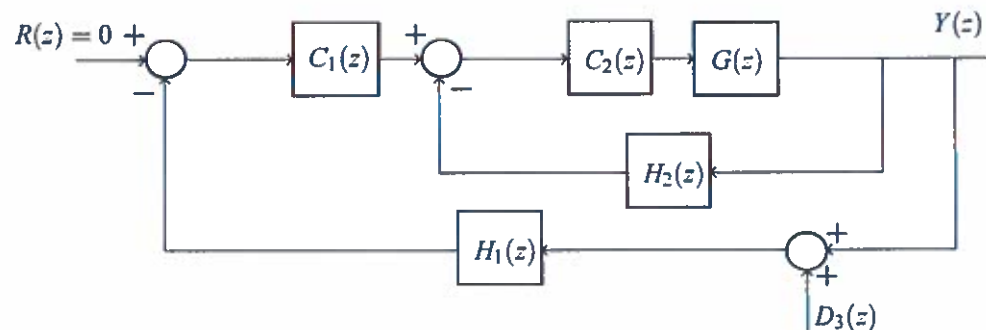 R(z) = 0
+
−
C₁(z)
+
−
C₂(z)
G(z)
Y(z)
H₂(z)
H₁(z)
+
+
D₃(z)